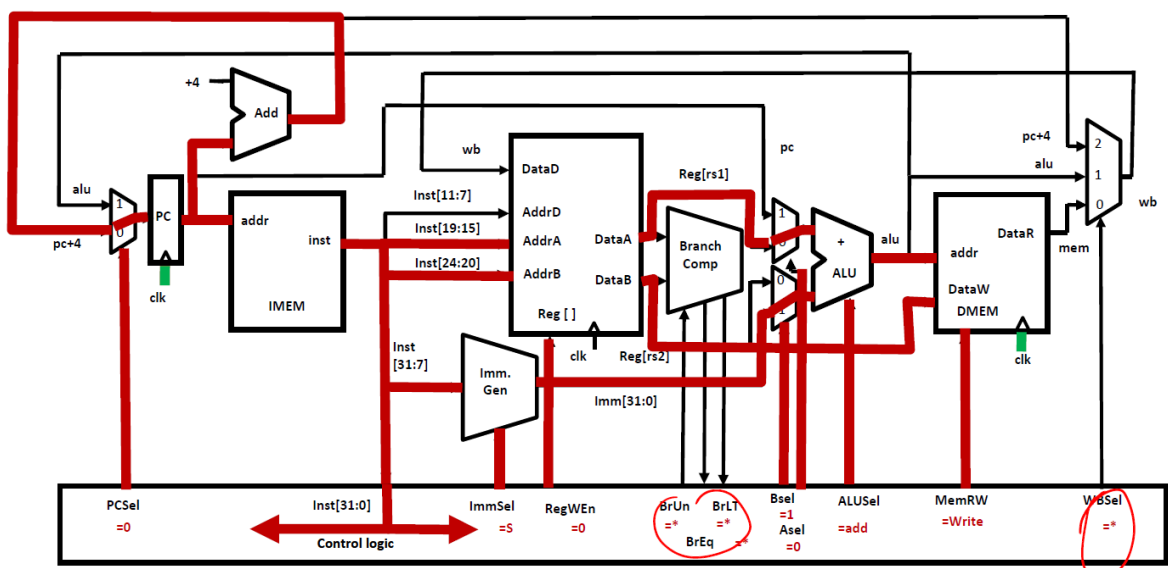 +4
Add
pc+4
alu
pc
wb
DataD
2
1
0
alu
wb
1
0
pc+4
PC
clk
addr
inst
IMEM
Inst[11:7]
AddrD
Inst[19:15]
AddrA
Inst[24:20]
AddrB
DataA
DataB
Reg [ ]
clk
Reg[rs1]
Branch
Comp
Reg[rs2]
1
0
0
1
+
ALU
alu
addr
DataR
DataW
DMEM
clk
mem
Inst
[31:7]
Imm.
Gen
Imm[31:0]
PCSel
=0
Inst[31:0]
Control logic
ImmSel
=S
RegWEn
=0
BrUn
=*
BrEq
=*
BrLT
=*
Bsel
=1
Asel
=0
ALUSel
=add
MemRW
=Write
WBSel
=*